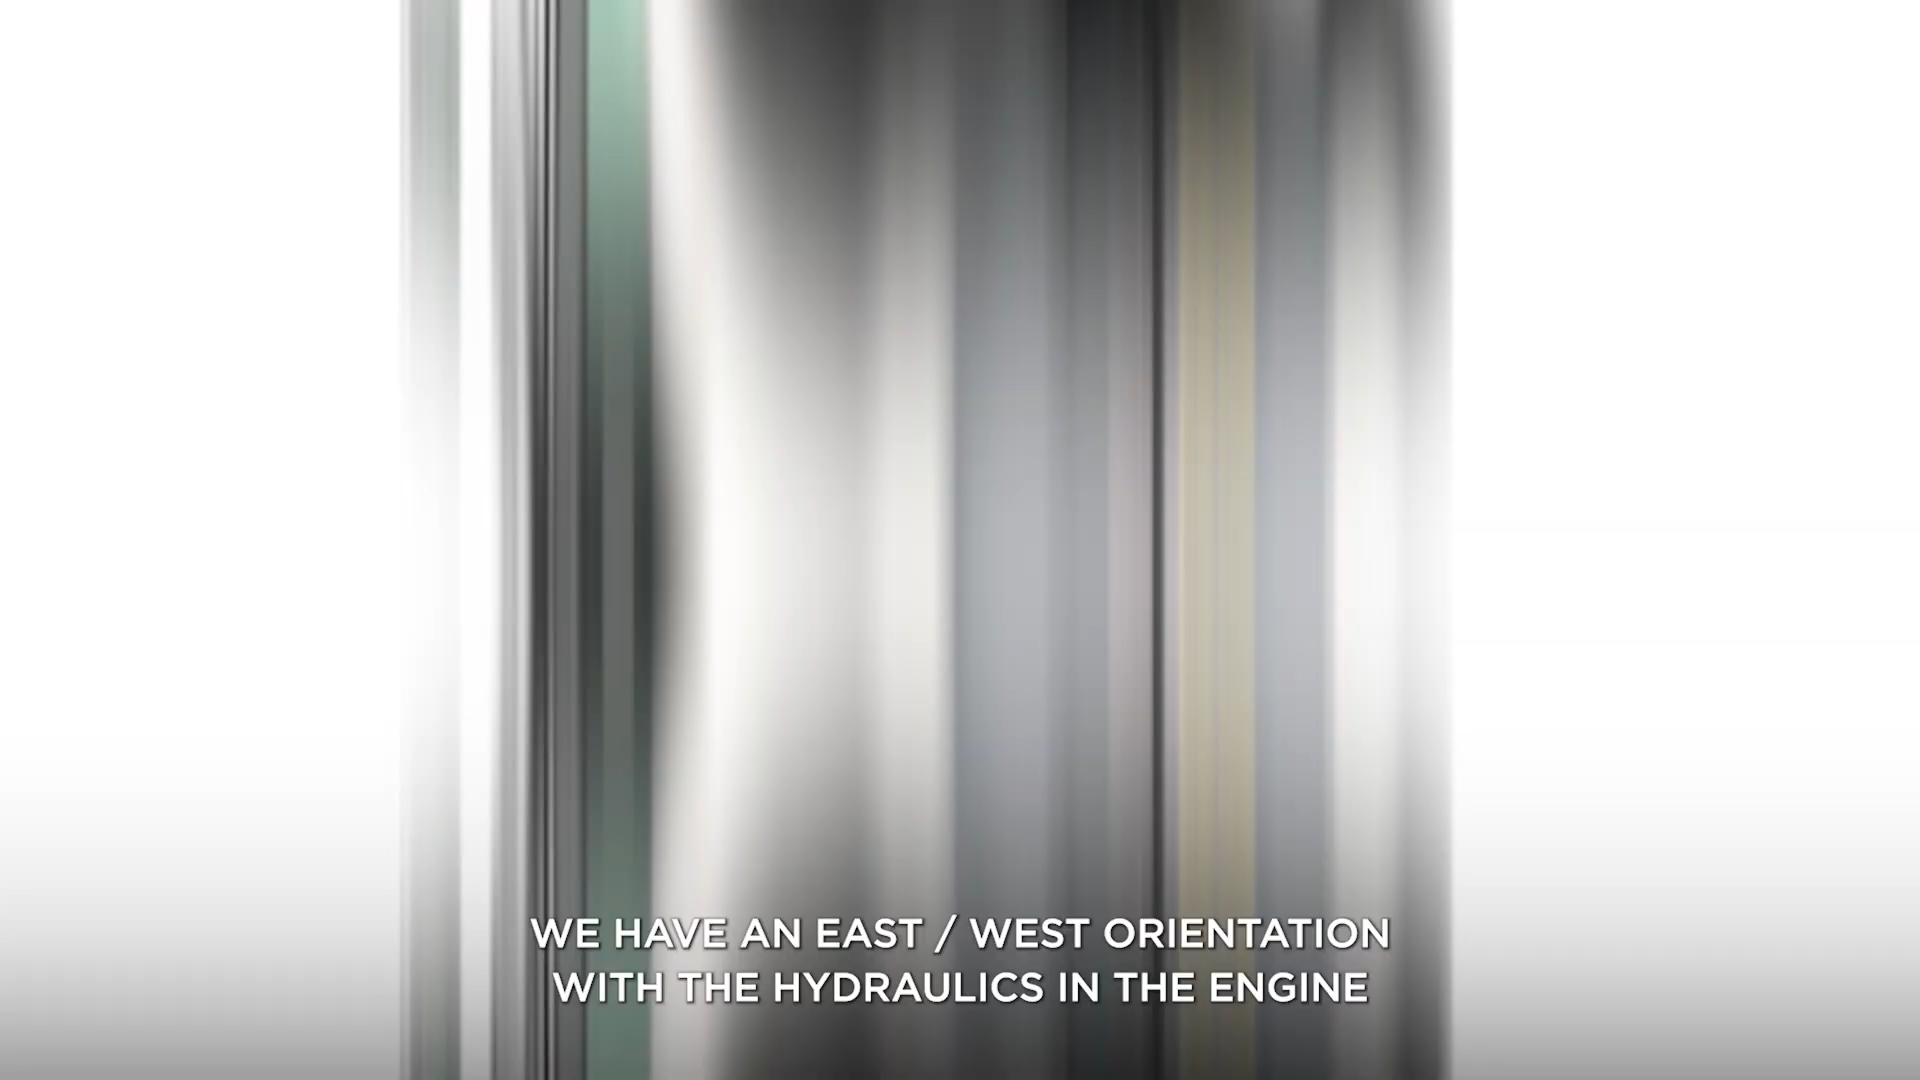 WE HAVE AN EAST / WEST ORIENTATION
WITH THE HYDRAULICS IN THE ENGINE